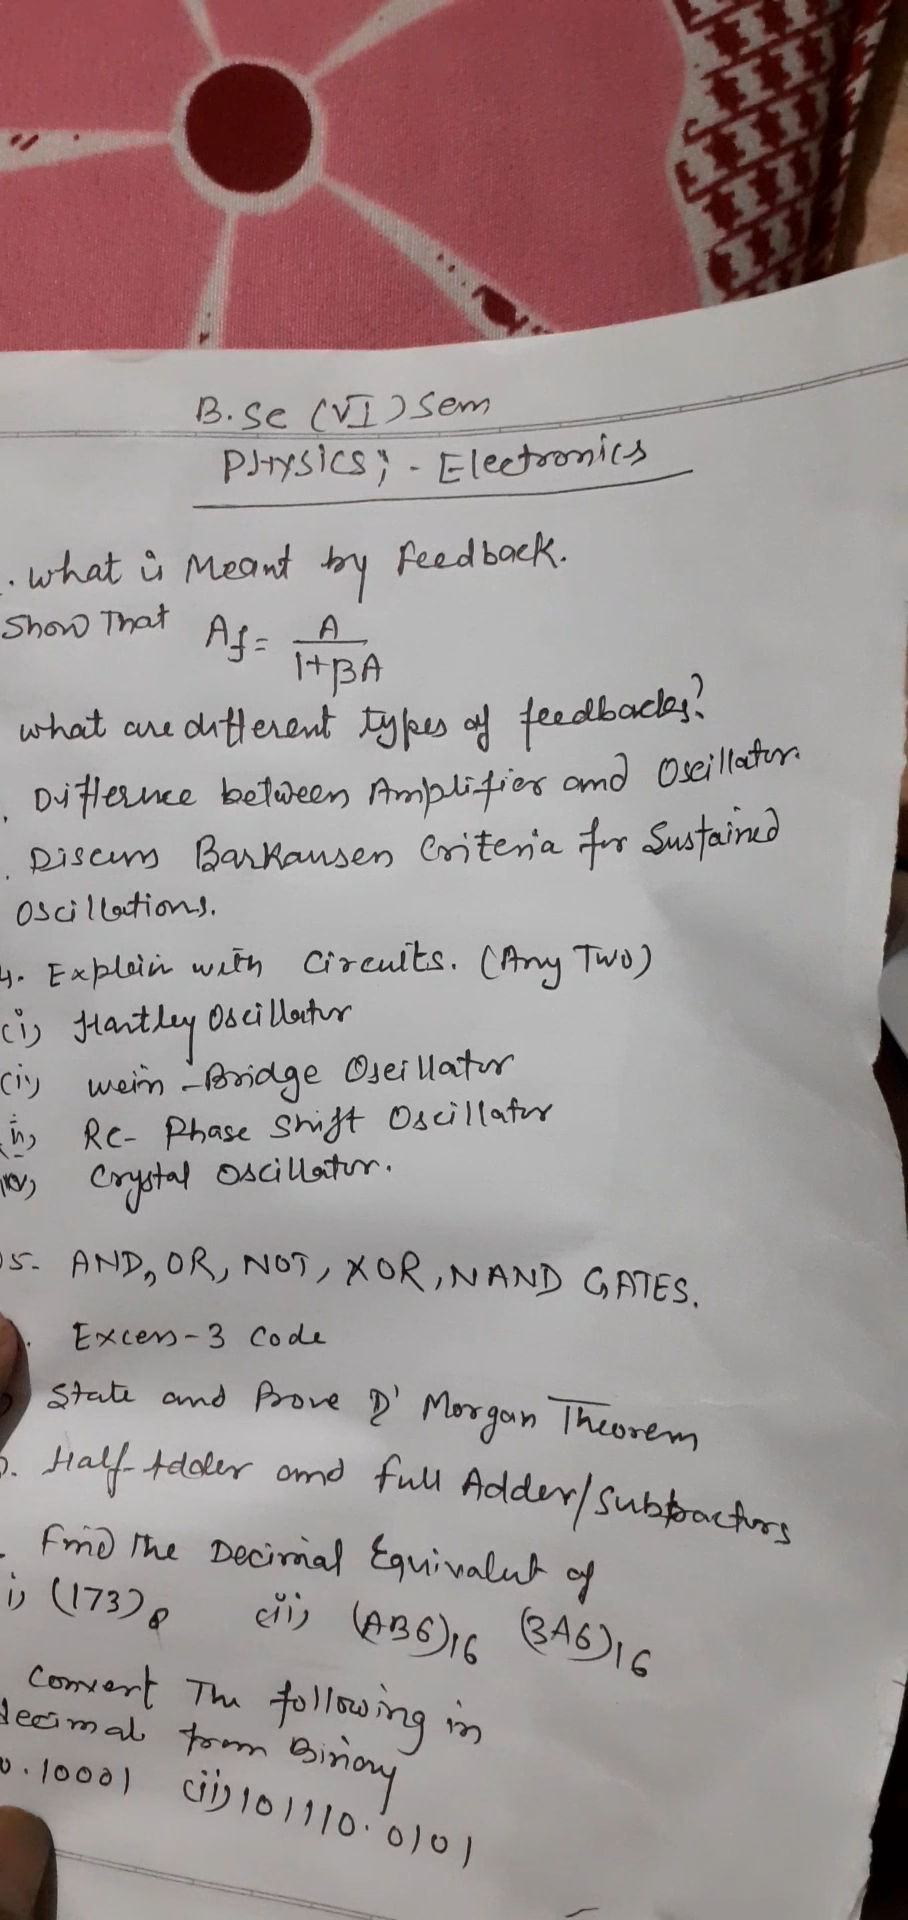 B.Sc (VI) Sem
PHYSICS; - Electronics
. What is Meant by Feedback.
Show That Af = A / 1+βA
what are different types of feedbacks?
. Difference between Amplifier and Oscillator.
. Discuss Barkausen Criteria for Sustained
Oscillations.
4. Explain with Circuits. (Any Two)
(i) Hartley Oscillator
(ii) wein-Bridge Oscillator
RC- Phase Shift Oscillator
Crystal Oscillator.
5. AND, OR, NOT, XOR, NAND GATES.
. Excess-3 Code
State and Prove D' Morgan Theorem
. Half-Adder and full Adder/Subtractors
Find The Decimal Equivalent of
i) (173)8 (ii) (AB6)16 (3A6)16
Convert The following in
decimal from Binary
0.10001 (ii) 101110.0101